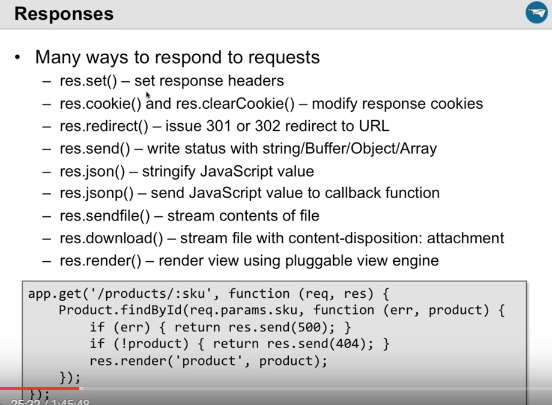 Responses
• Many ways to respond to requests
– res.set() – set response headers
– res.cookie() and res.clearCookie() – modify response cookies
– res.redirect() – issue 301 or 302 redirect to URL
– res.send() – write status with string/Buffer/Object/Array
– res.json() – stringify JavaScript value
– res.jsonp() – send JavaScript value to callback function
– res.sendfile() – stream contents of file
– res.download() – stream file with content-disposition: attachment
– res.render() – render view using pluggable view engine
app.get('/products/:sku', function (req, res) {
    Product.findById(req.params.sku, function (err, product) {
        if (err) { return res.send(500); }
        if (!product) { return res.send(404); }
        res.render('product', product);
    });
});
25:22 / 1:45:48